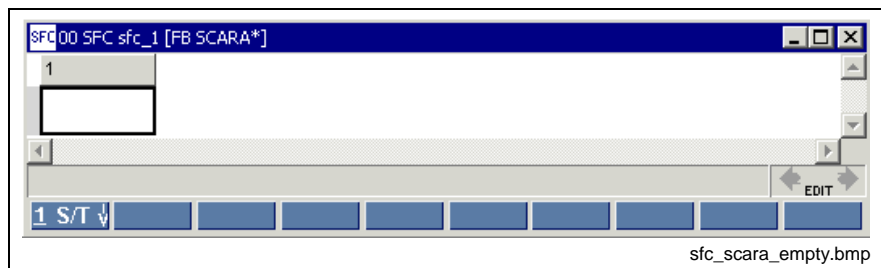 SFC 00 SFC sfc_1 [FB SCARA*]
1
EDIT
1 S/T
sfc_scara_empty.bmp